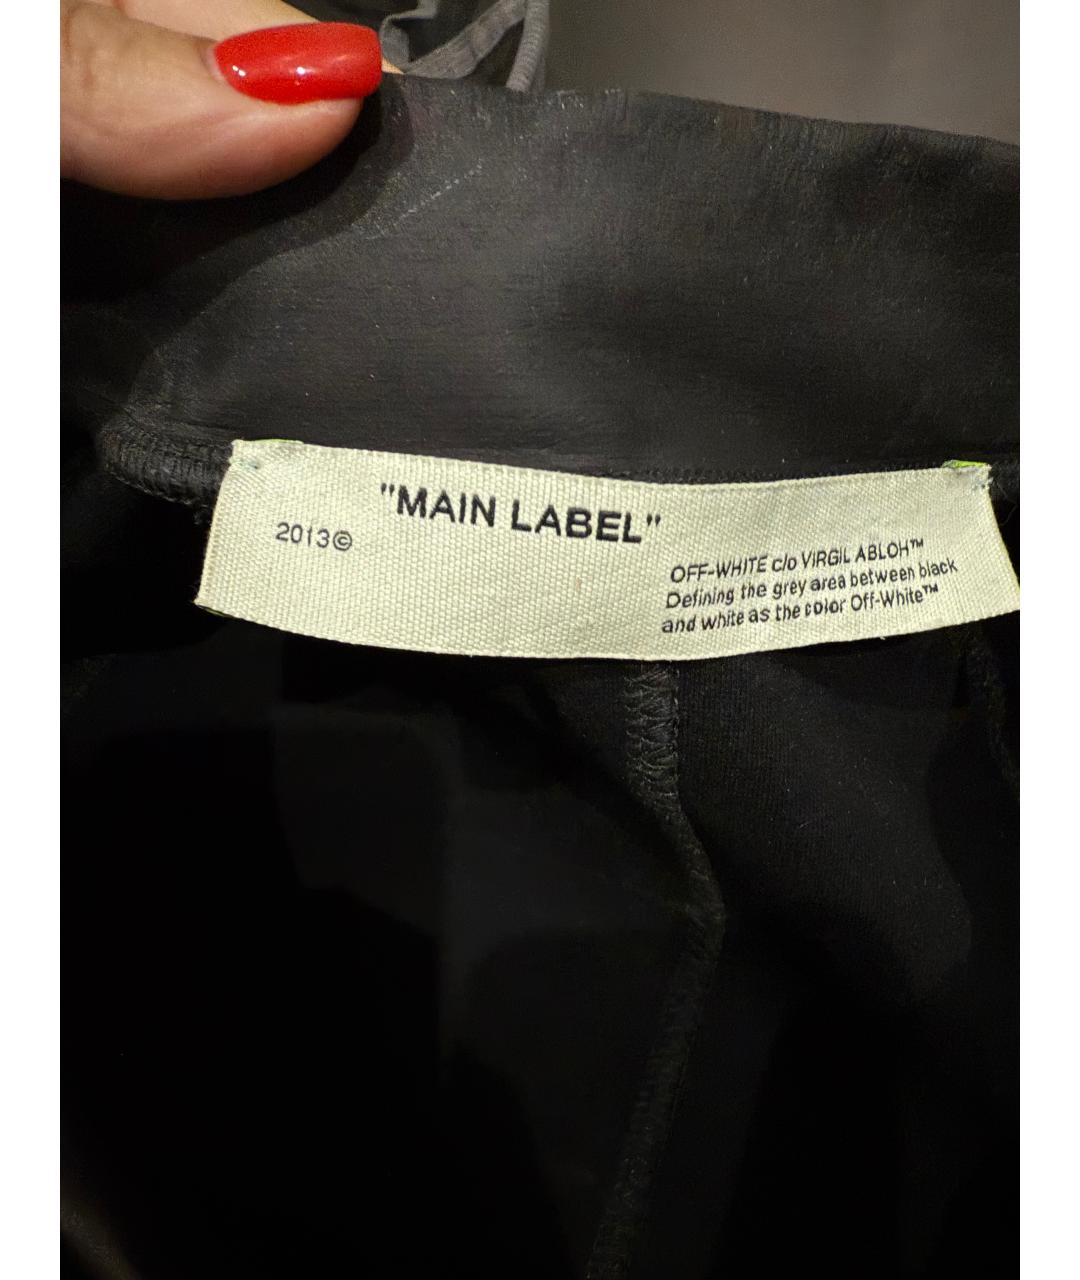 "MAIN LABEL"
2013©
OFF-WHITE c/o VIRGIL ABLOH™
Defining the grey area between black
and white as the color Off-White™